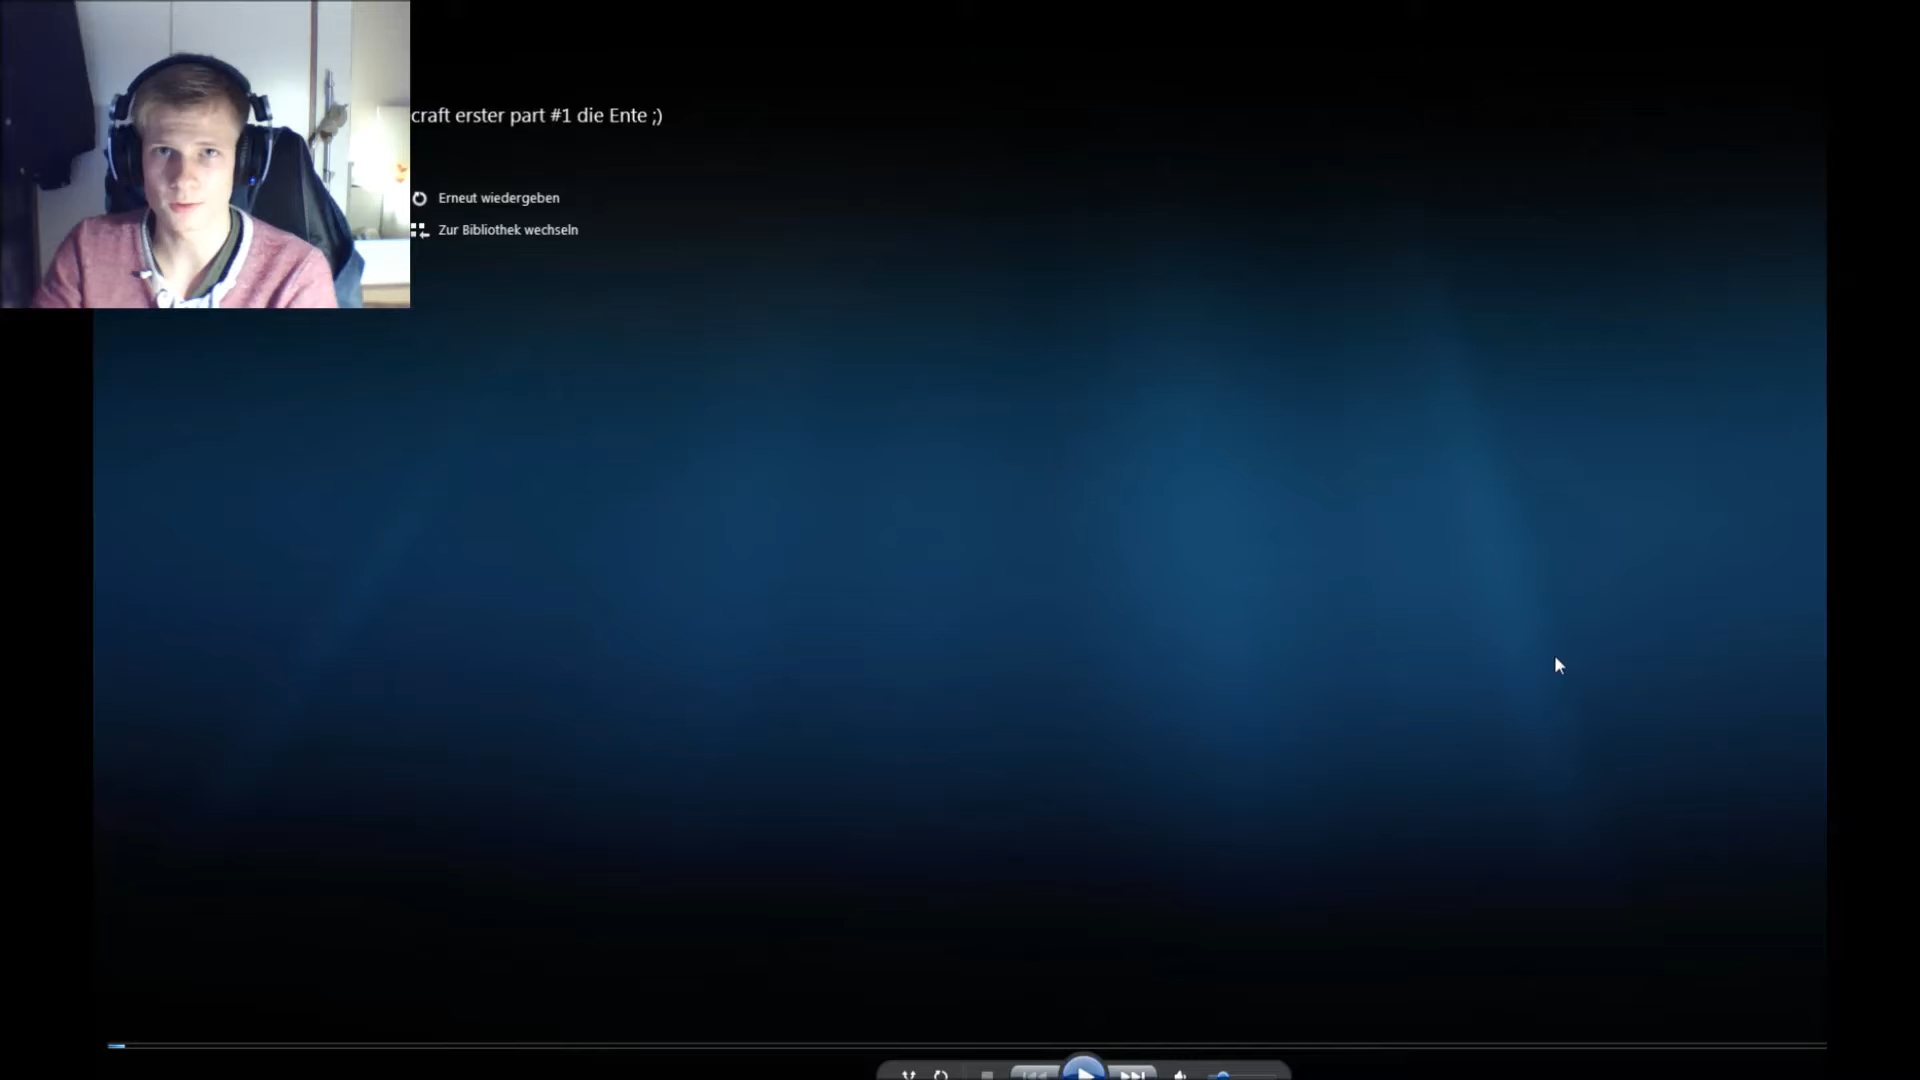 craft erster part #1 die Ente ;)
Erneut wiedergeben
Zur Bibliothek wechseln